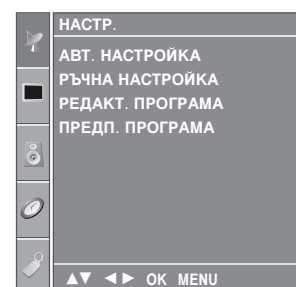 НАСТР.
АВТ. НАСТРОЙКА
РЪЧНА НАСТРОЙКА
РЕДАКТ. ПРОГРАМА
ПРЕДП. ПРОГРАМА
▲▼ ◄► OK MENU